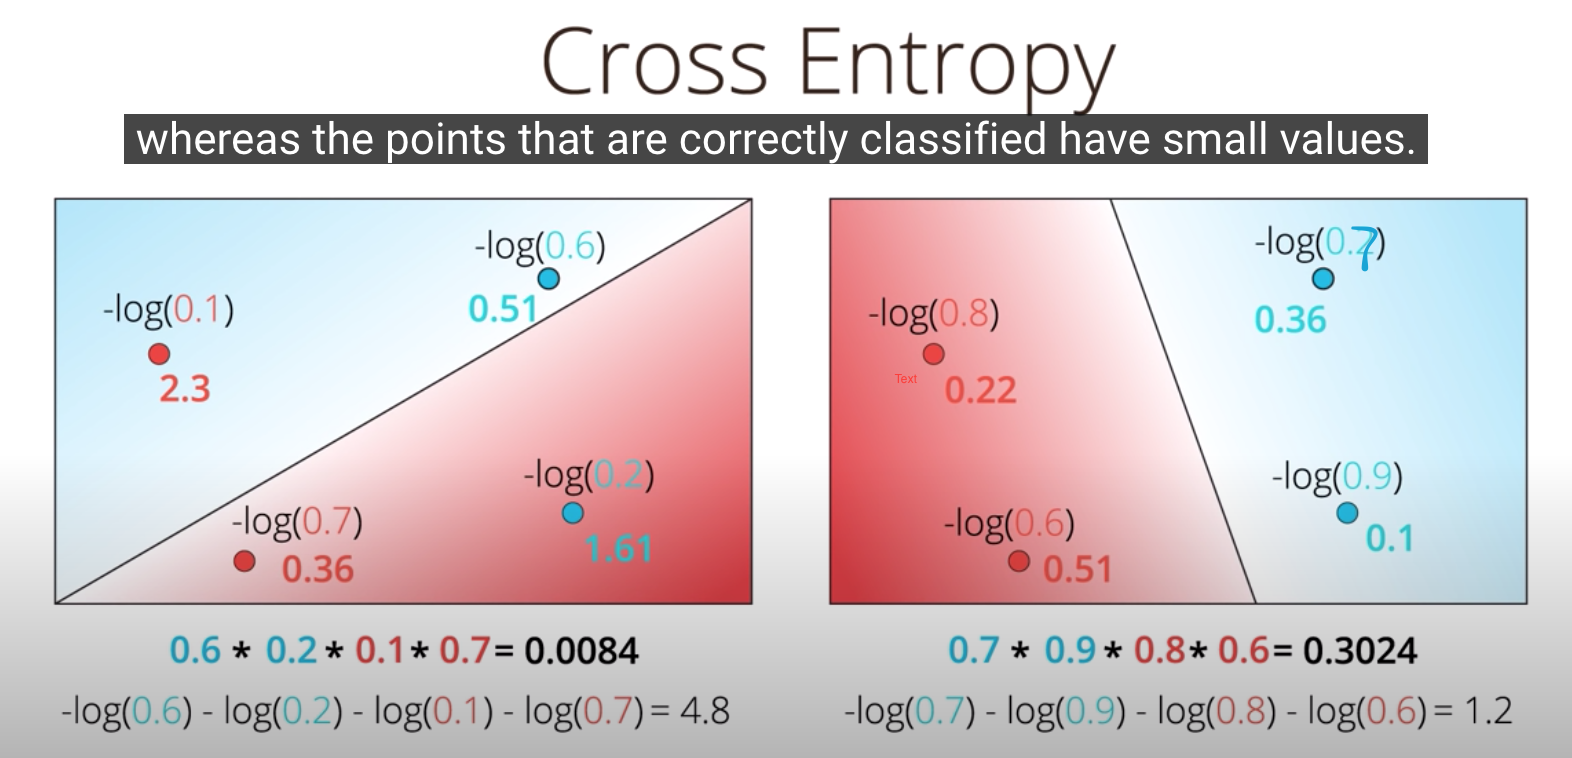 Cross Entropy
whereas the points that are correctly classified have small values.
-log(0.6)
0.51
-log(0.1)
2.3
-log(0.2)
1.61
-log(0.7)
0.36
0.6 * 0.2 * 0.1 * 0.7 = 0.0084
-log(0.6) - log(0.2) - log(0.1) - log(0.7) = 4.8
-log(0.7)
0.36
-log(0.8)
Text
0.22
-log(0.9)
0.1
-log(0.6)
0.51
0.7 * 0.9 * 0.8 * 0.6 = 0.3024
-log(0.7) - log(0.9) - log(0.8) - log(0.6) = 1.2